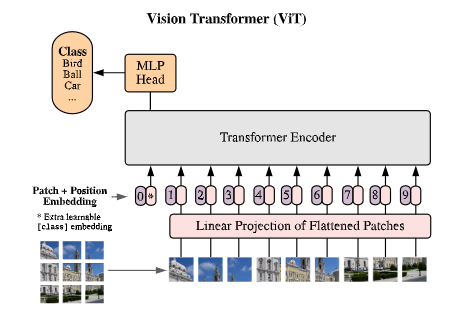 Vision Transformer (ViT)
Class
Bird
Ball
Car
...
MLP
Head
Transformer Encoder
Patch + Position
Embedding
0 * 1 2 3 4 5 6 7 8 9
* Extra learnable
[class] embedding
Linear Projection of Flattened Patches